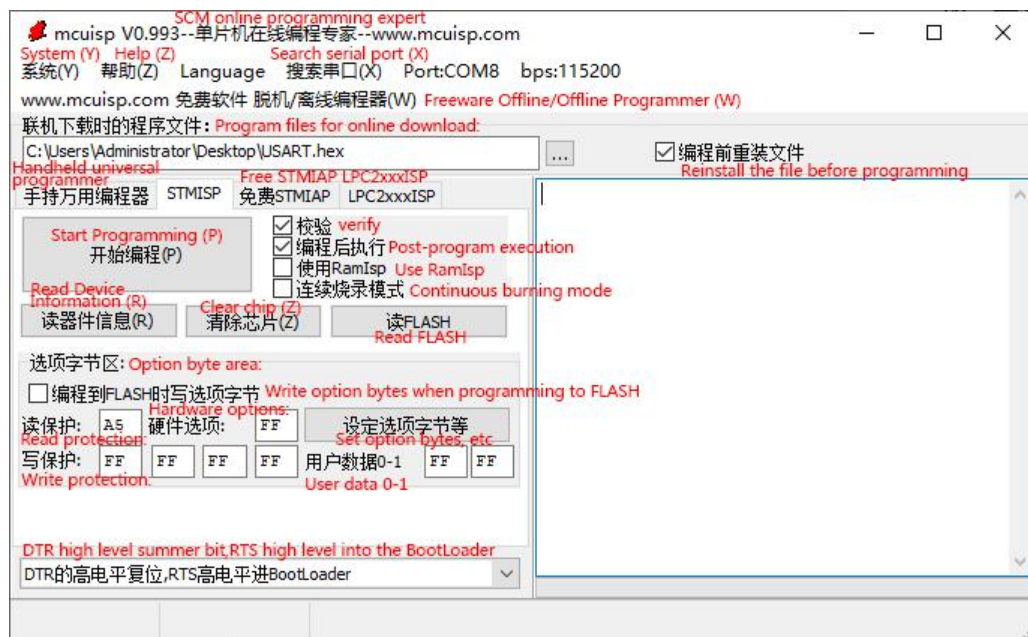 SCM online programming expert
mcuisp V0.993--单片机在线编程专家--www.mcuisp.com
System (Y) Help (Z) Search serial port (X)
系统(Y) 帮助(Z) Language 搜索串口(X) Port:COM8 bps:115200
www.mcuisp.com 免费软件 脱机/离线编程器(W) Freeware Offline/Offline Programmer (W)
联机下载时的程序文件: Program files for online download:
C:\Users\Administrator\Desktop\USART.hex ... 编程前重装文件
Reinstall the file before programming
Handheld universal programmer
Free STMIAP LPC2xxxISP
手持万用编程器 STMISP 免费STMIAP LPC2xxxISP
校验 verify
Start Programming (P)
开始编程(P)
编程后执行 Post-program execution
使用RamIsp Use RamIsp
连续烧录模式 Continuous burning mode
Read Device Information (R)
Clear chip (Z)
读器件信息(R) 清除芯片(Z) 读FLASH
Read FLASH
选项字节区: Option byte area:
编程到FLASH时写选项字节 Write option bytes when programming to FLASH
Hardware options:
读保护: A5 硬件选项: FF 设定选项字节等
Read protection: Set option bytes, etc
写保护: FF FF FF FF 用户数据0-1 FF FF
Write protection: User data 0-1
DTR high level summer bit,RTS high level into the BootLoader
DTR的高电平复位,RTS高电平进BootLoader